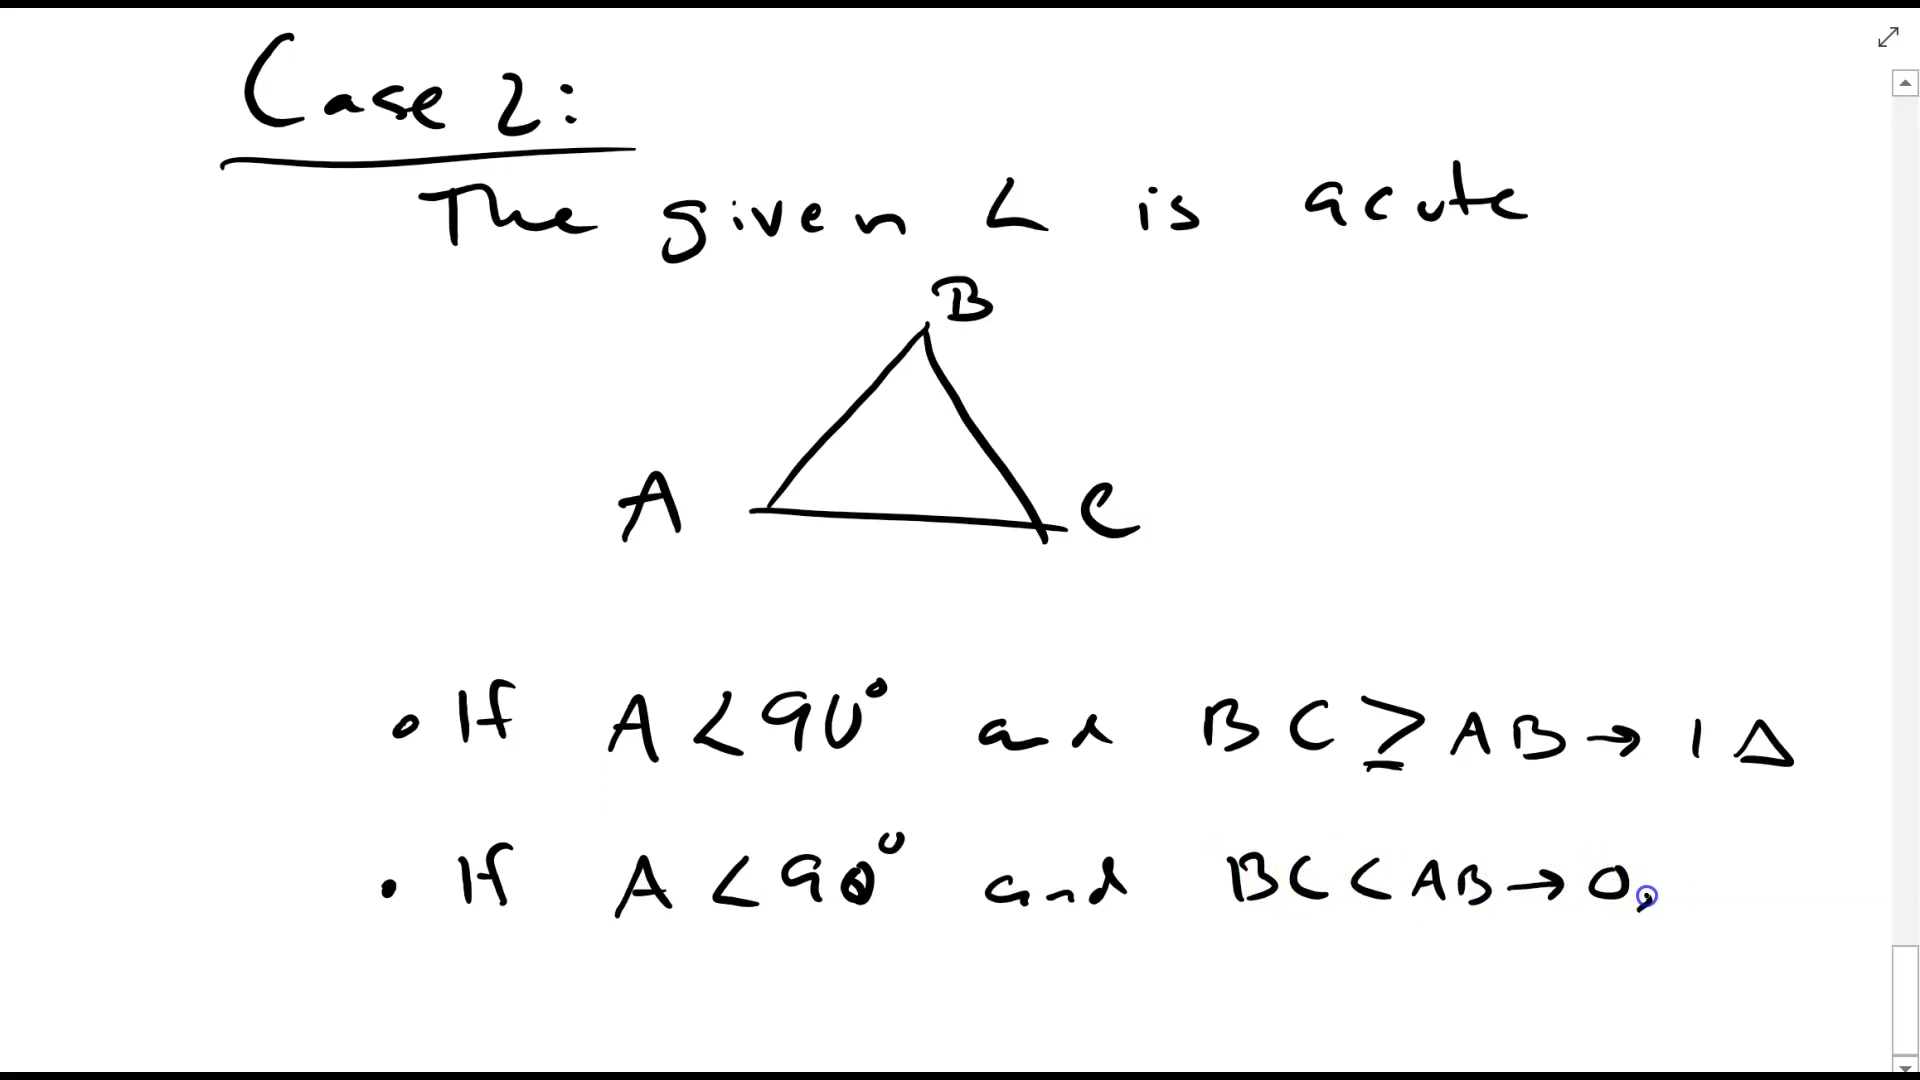 Case 2:
The given ∠ is acute
B
A
C
• If A < 90° and BC ≥ AB → 1 Δ
• If A < 90° and BC < AB → 0,